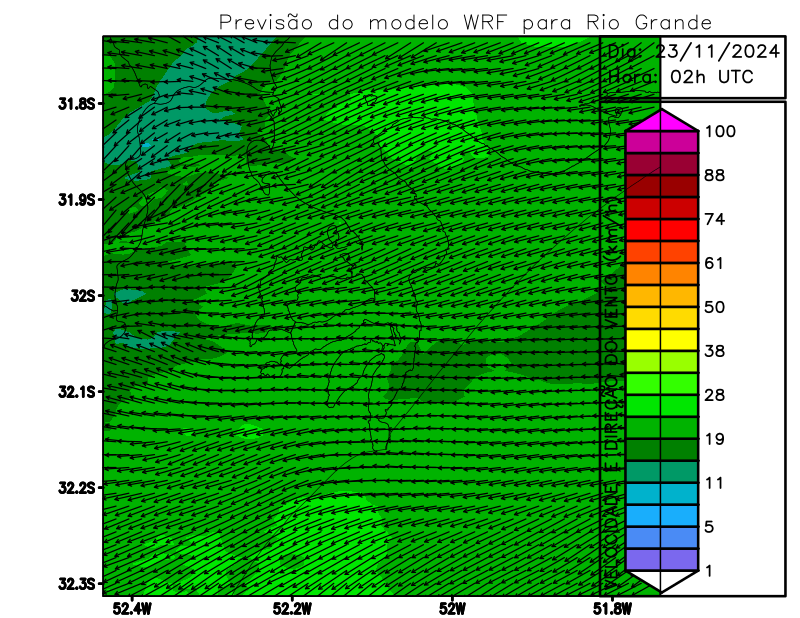 Previsão do modelo WRF para Rio Grande
Dia: 23/11/2024
Hora: 02h UTC
31.8S
31.9S
32S
32.1S
32.2S
32.3S
52.4W
52.2W
52W
51.8W
VELOCIDADE E DIREÇÃO DO VENTO (km/h)
100
88
74
61
50
38
28
19
11
5
1